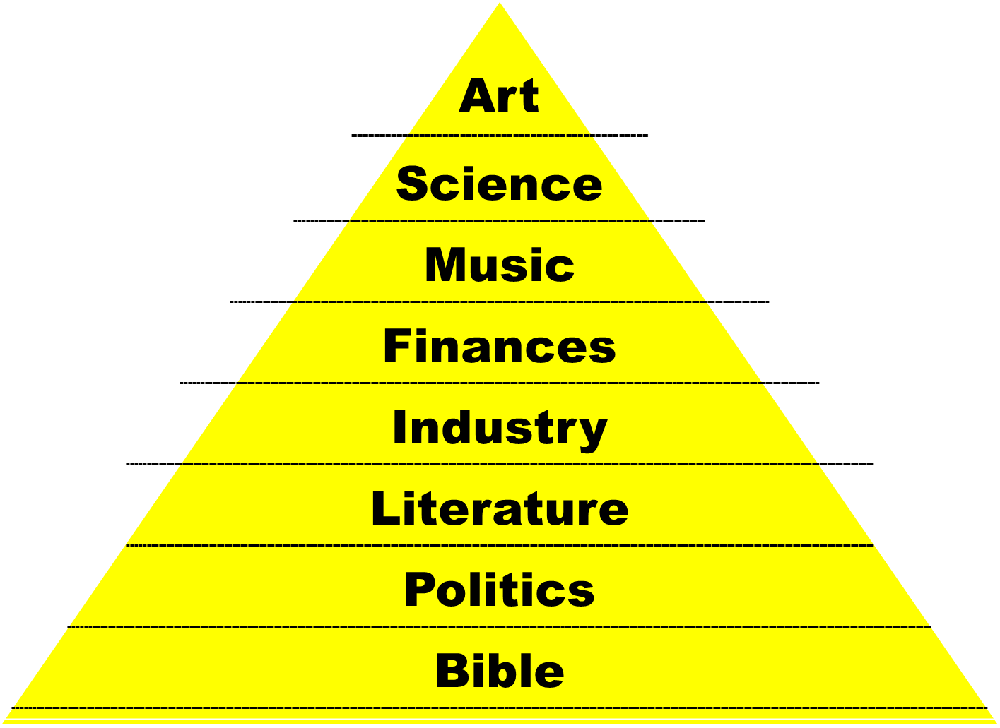 Art
Science
Music
Finances
Industry
Literature
Politics
Bible